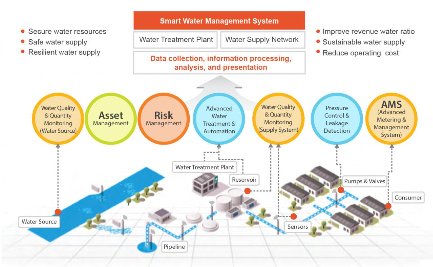 Smart Water Management System
Water Treatment Plant
Water Supply Network
Data collection, information processing,
analysis, and presentation
Secure water resources
Safe water supply
Resilient water supply
Improve revenue water ratio
Sustainable water supply
Reduce operating cost
Water Quality
& Quantity
Monitoring
(Water Source)
Asset
Management
Risk
Management
Advanced
Water
Treatment &
Automation
Water Quality
& Quantity
Monitoring
(Supply System)
Pressure
Control &
Leakage
Detection
AMS
(Advanced
Metering &
Management
System)
Water Treatment Plant
Reservoir
Pumps & Valves
Consumer
Water Source
Sensors
Pipeline